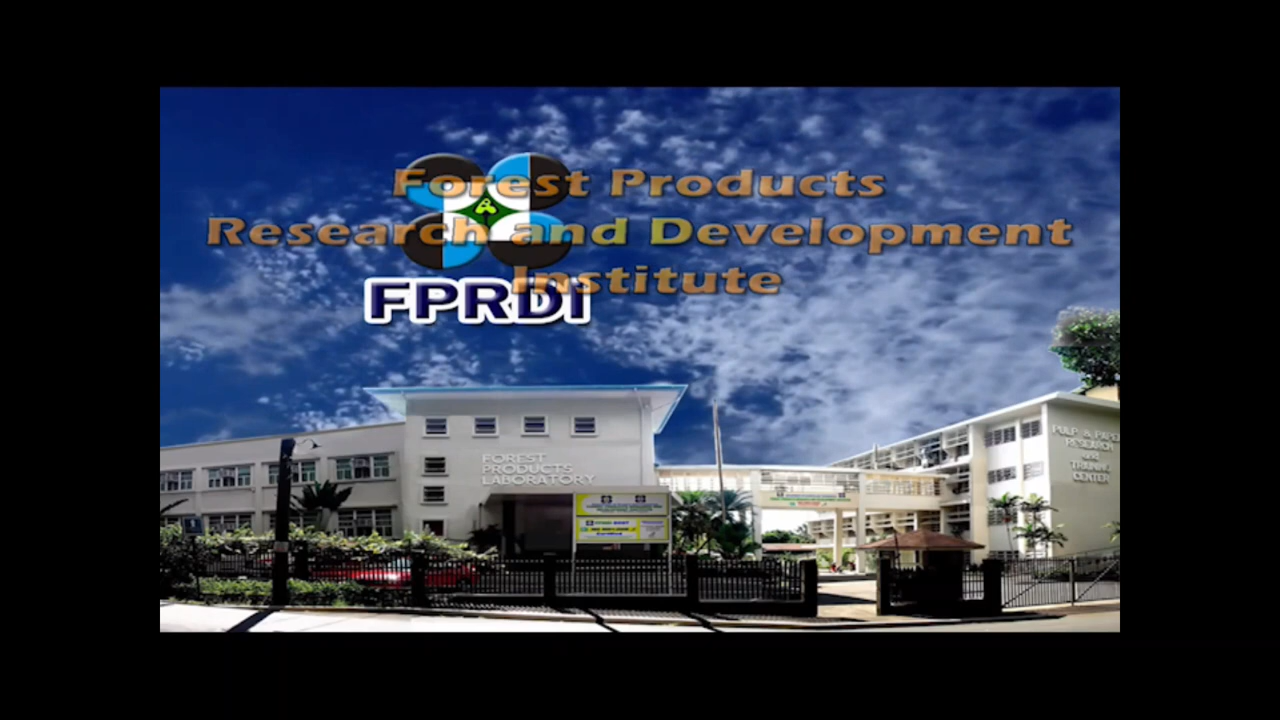 Forest Products
Research and Development
Institute
FPRDI
FOREST
PRODUCTS
LABORATORY
PULP & PAPER
RESEARCH
and
TRAINING
CENTER